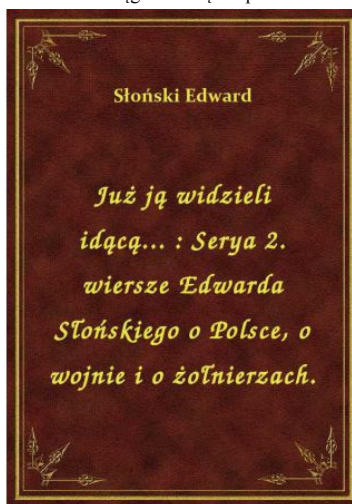 Słoński Edward
Już ją widzieli
idącą... : Serya 2.
wiersze Edwarda
Słońskiego o Polsce, o
wojnie i o żołnierzach.